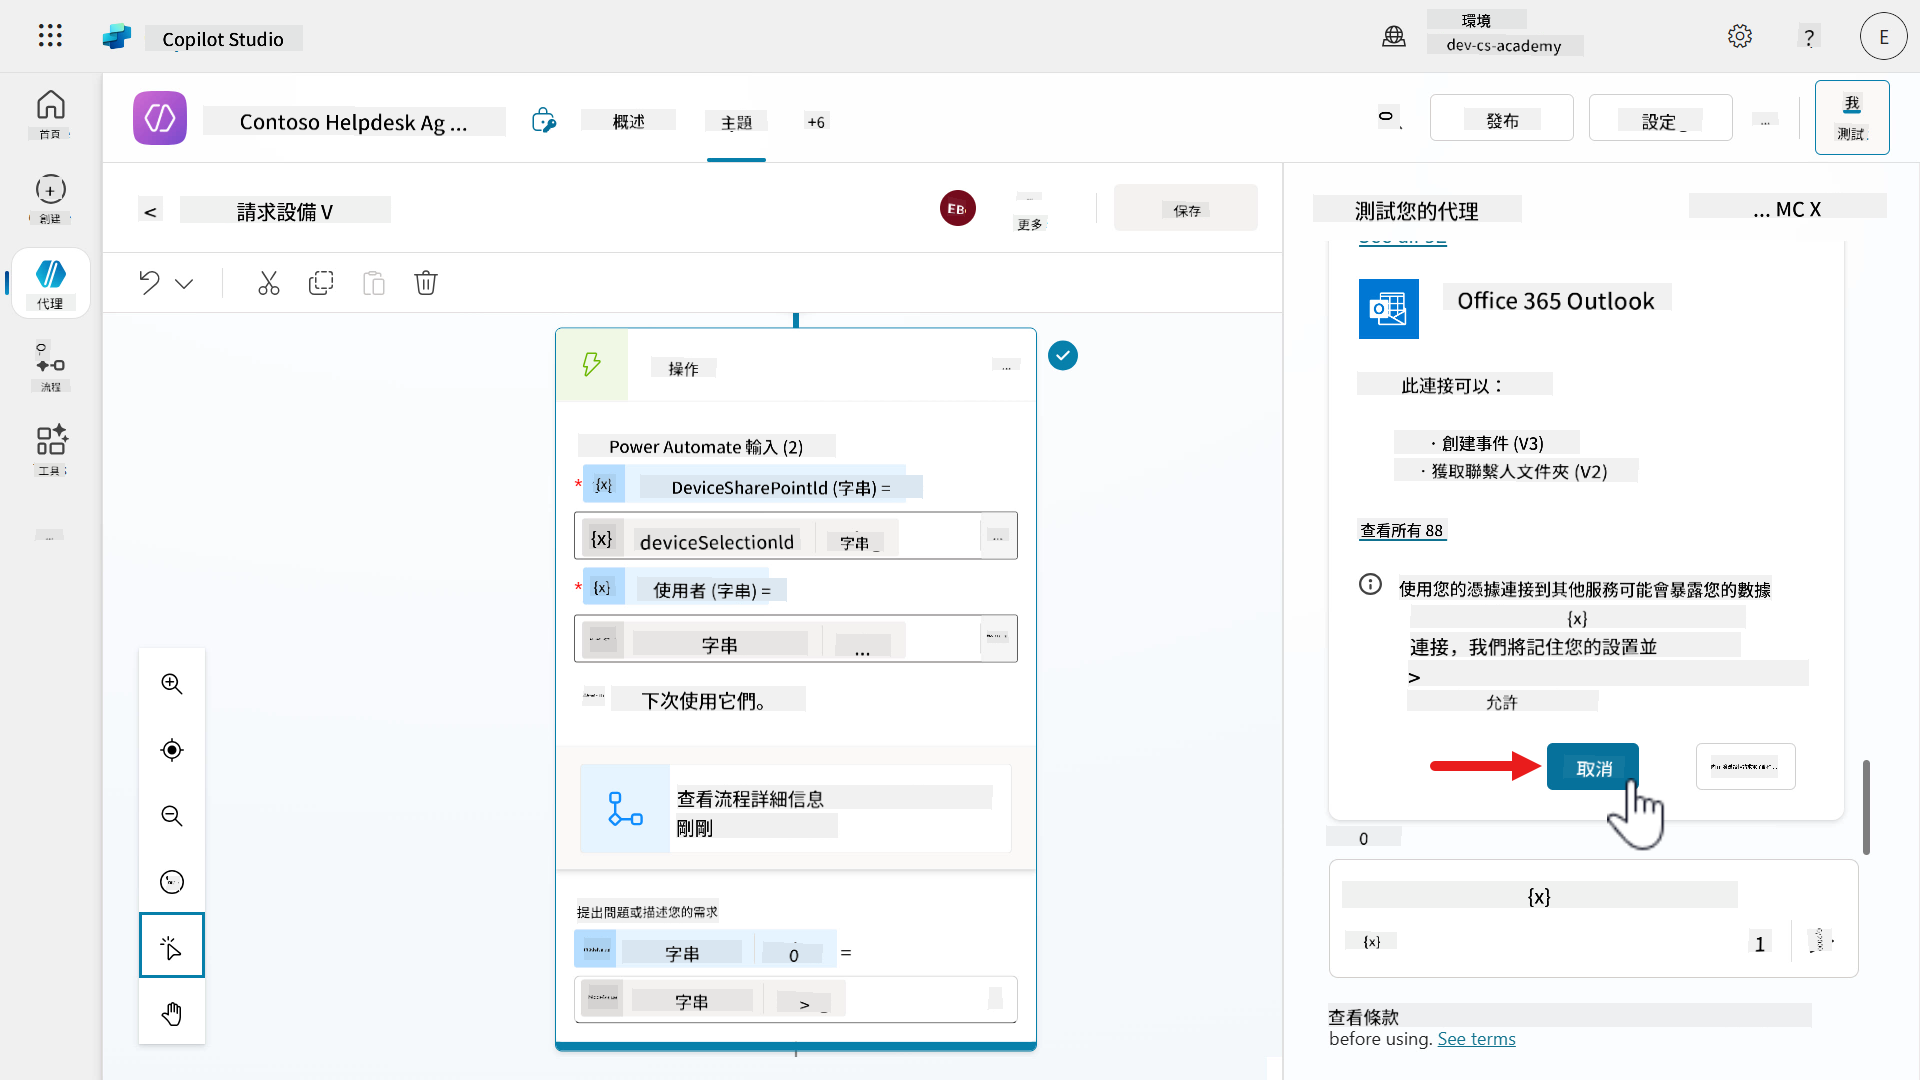 Copilot Studio
環境
dev-cs-academy
?
E
首頁
創建
代理
流程
工具
Contoso Helpdesk Ag ...
概述
主題
+6
發布
設定
...
我
測試
<
請求設備 V
EB
更多
保存
操作
...
Power Automate 輸入 (2)
* {x} DeviceSharePointld (字串) =
{x} deviceSelectionld 字串 ...
* {x} 使用者 (字串) =
字串 ...
下次使用它們。
查看流程詳細信息
剛剛
提出問題或描述您的需求
字串 0 =
字串 >
測試您的代理
... MC X
Office 365 Outlook
此連接可以：
· 創建事件 (V3)
· 獲取聯繫人文件夾 (V2)
查看所有 88
使用您的憑據連接到其他服務可能會暴露您的數據
{x}
連接，我們將記住您的設置並
>
允許
取消
0
{x}
{x}
1
查看條款
before using. See terms